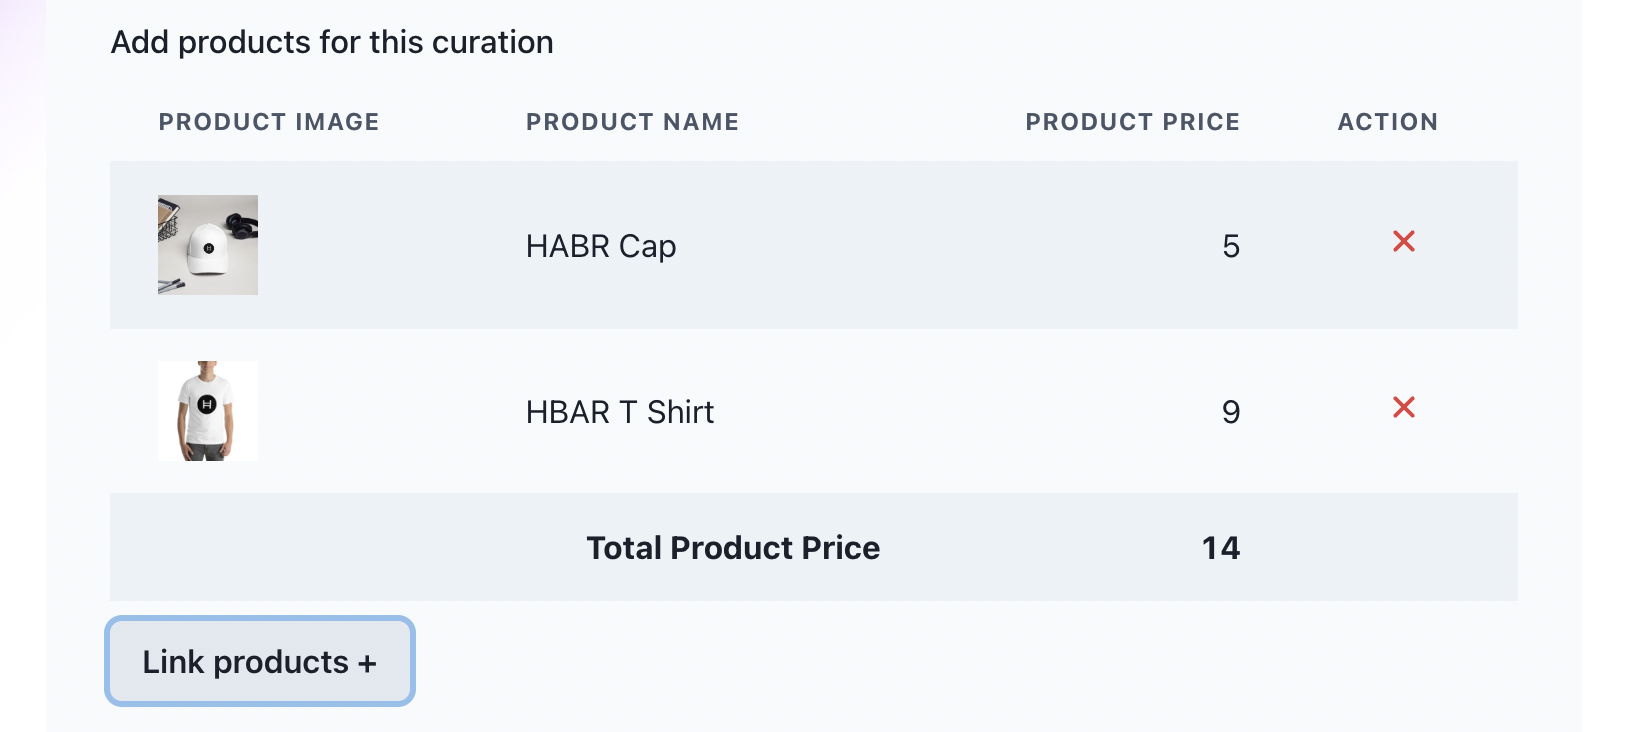 Add products for this curation
PRODUCT IMAGE PRODUCT NAME PRODUCT PRICE ACTION
HABR Cap 5
HBAR T Shirt 9
Total Product Price 14
Link products +